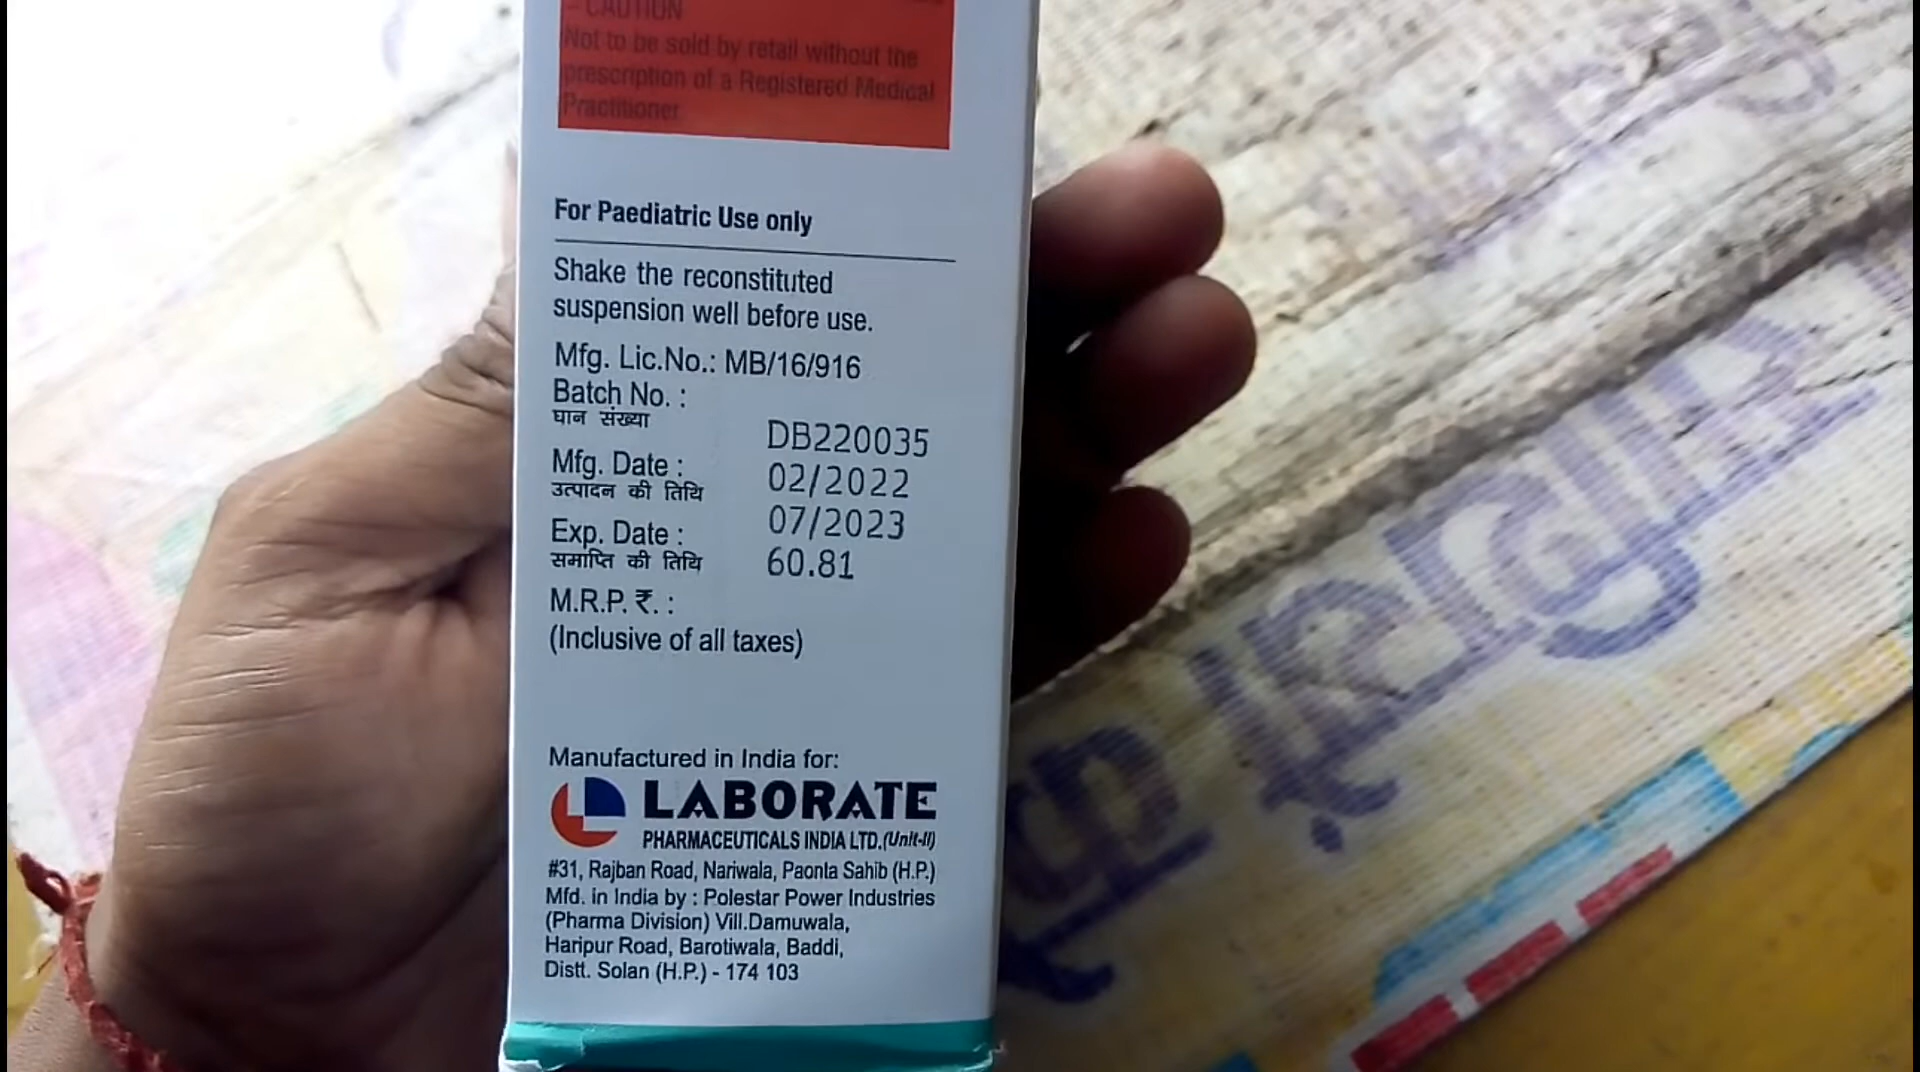 – CAUTION
Not to be sold by retail without the
prescription of a Registered Medical
Practitioner
For Paediatric Use only
Shake the reconstituted
suspension well before use.
Mfg. Lic.No.: MB/16/916
Batch No. :
घान संख्या
DB220035
Mfg. Date :
02/2022
उत्पादन की तिथि
Exp. Date :
07/2023
समाप्ति की तिथि
60.81
M.R.P. ₹. :
(Inclusive of all taxes)
Manufactured in India for:
LABORATE
PHARMACEUTICALS INDIA LTD.(Unit-II)
#31, Rajban Road, Nariwala, Paonta Sahib (H.P.)
Mfd. in India by : Polestar Power Industries
(Pharma Division) Vill.Damuwala,
Haripur Road, Barotiwala, Baddi,
Distt. Solan (H.P.) - 174 103